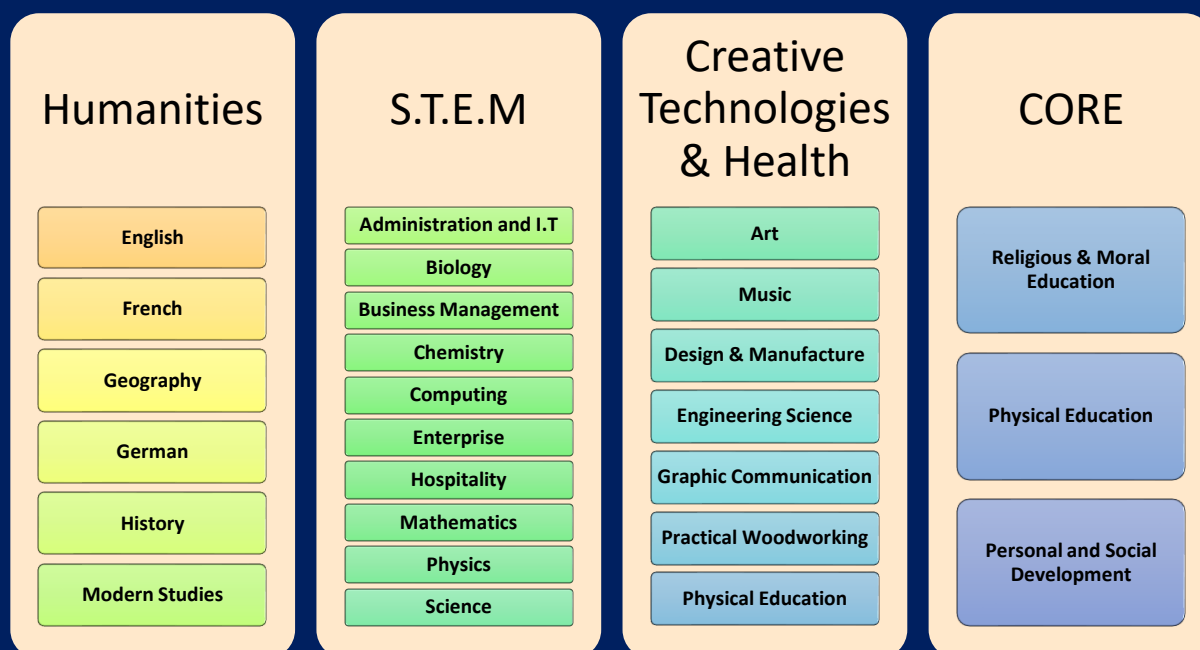 Humanities
English
French
Geography
German
History
Modern Studies
S.T.E.M
Administration and I.T
Biology
Business Management
Chemistry
Computing
Enterprise
Hospitality
Mathematics
Physics
Science
Creative
Technologies
& Health
Art
Music
Design & Manufacture
Engineering Science
Graphic Communication
Practical Woodworking
Physical Education
CORE
Religious & Moral
Education
Physical Education
Personal and Social
Development